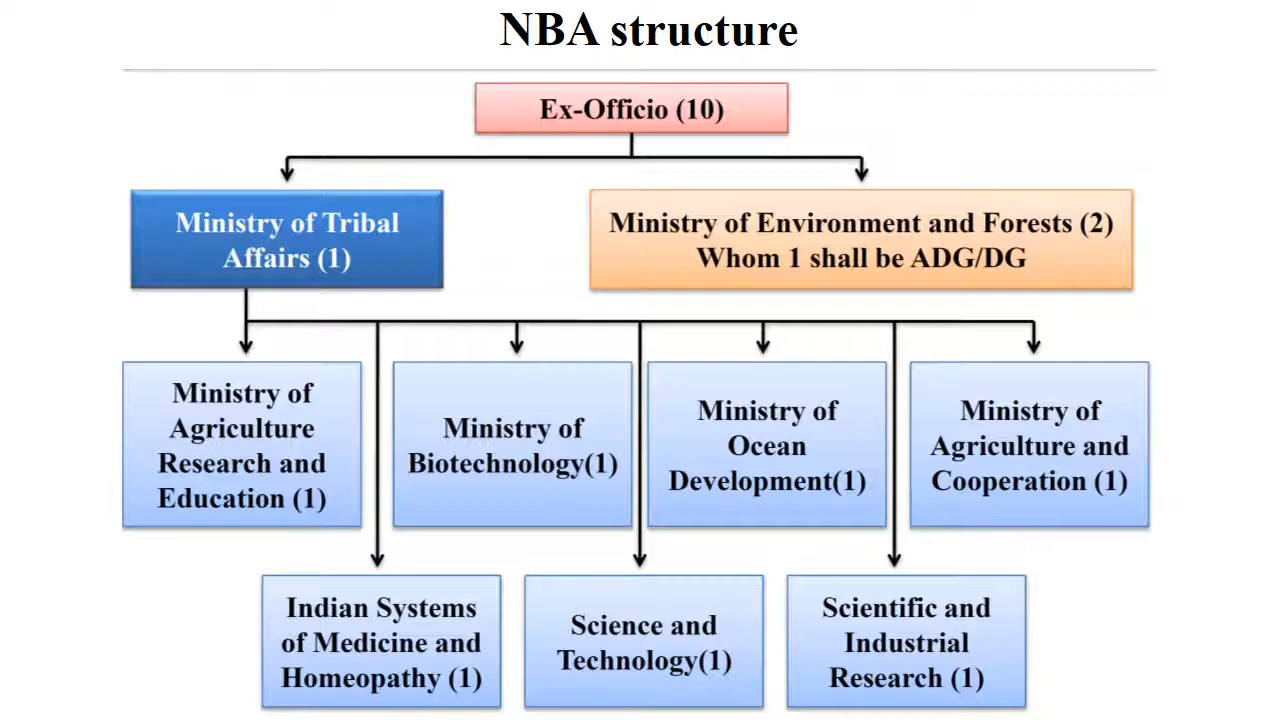 NBA structure
Ex-Officio (10)
Ministry of Tribal
Affairs (1)
Ministry of Environment and Forests (2)
Whom 1 shall be ADG/DG
Ministry of
Agriculture
Research and
Education (1)
Ministry of
Biotechnology(1)
Ministry of
Ocean
Development(1)
Ministry of
Agriculture and
Cooperation (1)
Indian Systems
of Medicine and
Homeopathy (1)
Science and
Technology(1)
Scientific and
Industrial
Research (1)